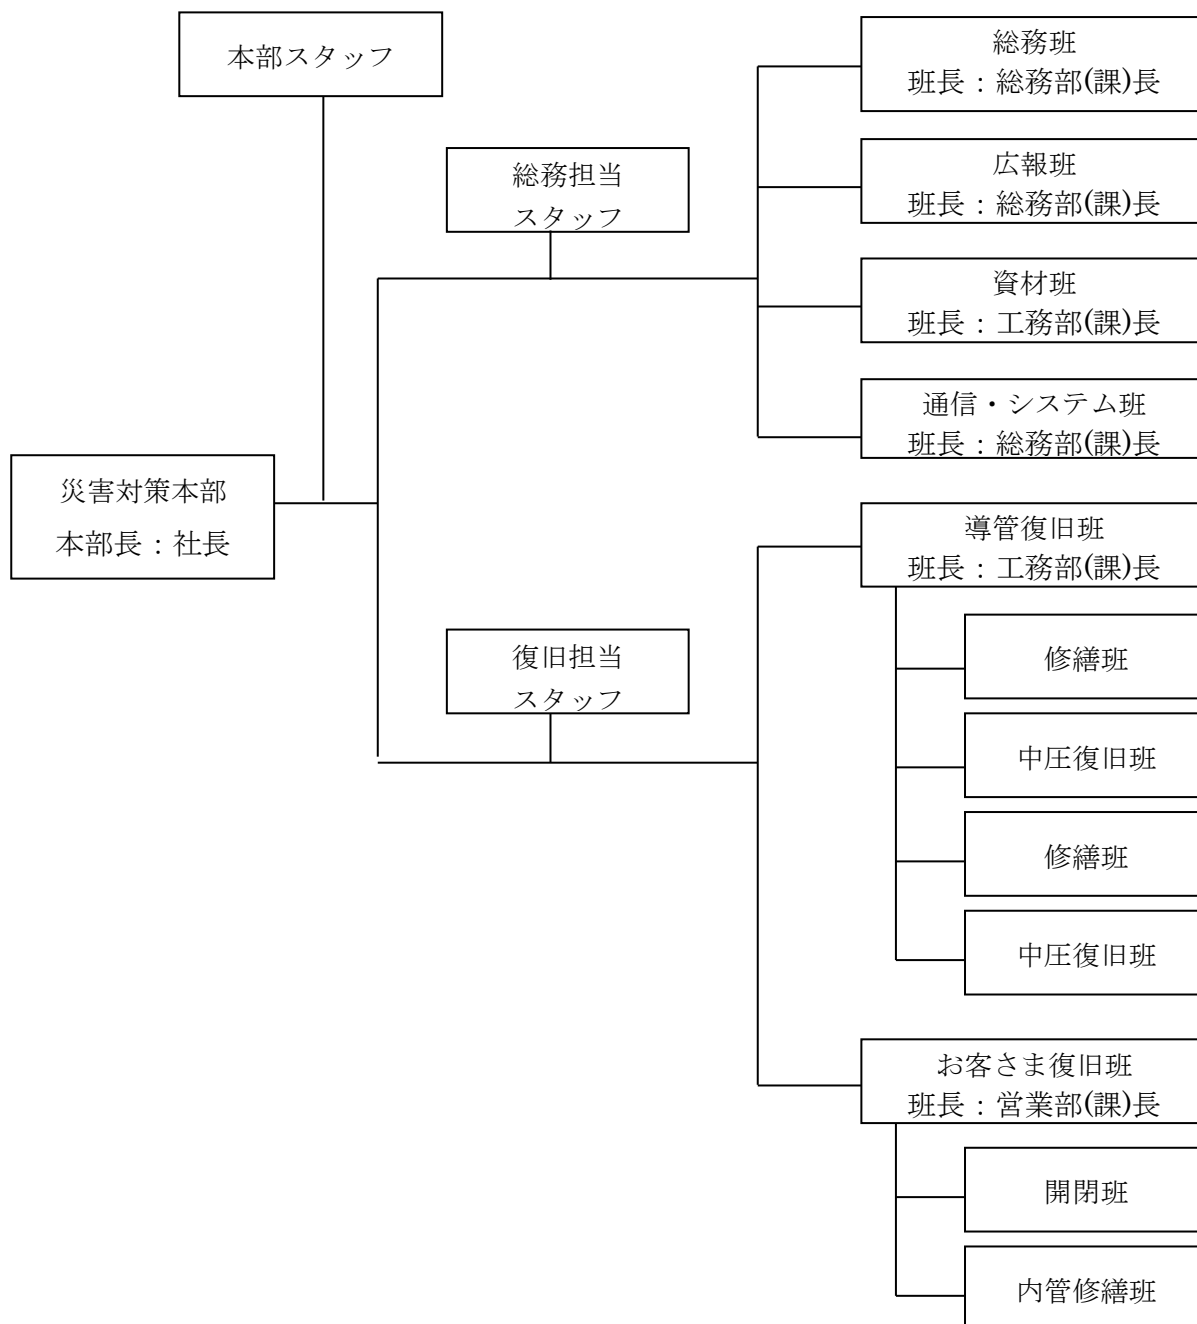 本部スタッフ
総務班
班長：総務部(課)長
総務担当
スタッフ
広報班
班長：総務部(課)長
資材班
班長：工務部(課)長
通信・システム班
班長：総務部(課)長
災害対策本部
本部長：社長
導管復旧班
班長：工務部(課)長
復旧担当
スタッフ
修繕班
中圧復旧班
修繕班
中圧復旧班
お客さま復旧班
班長：営業部(課)長
開閉班
内管修繕班